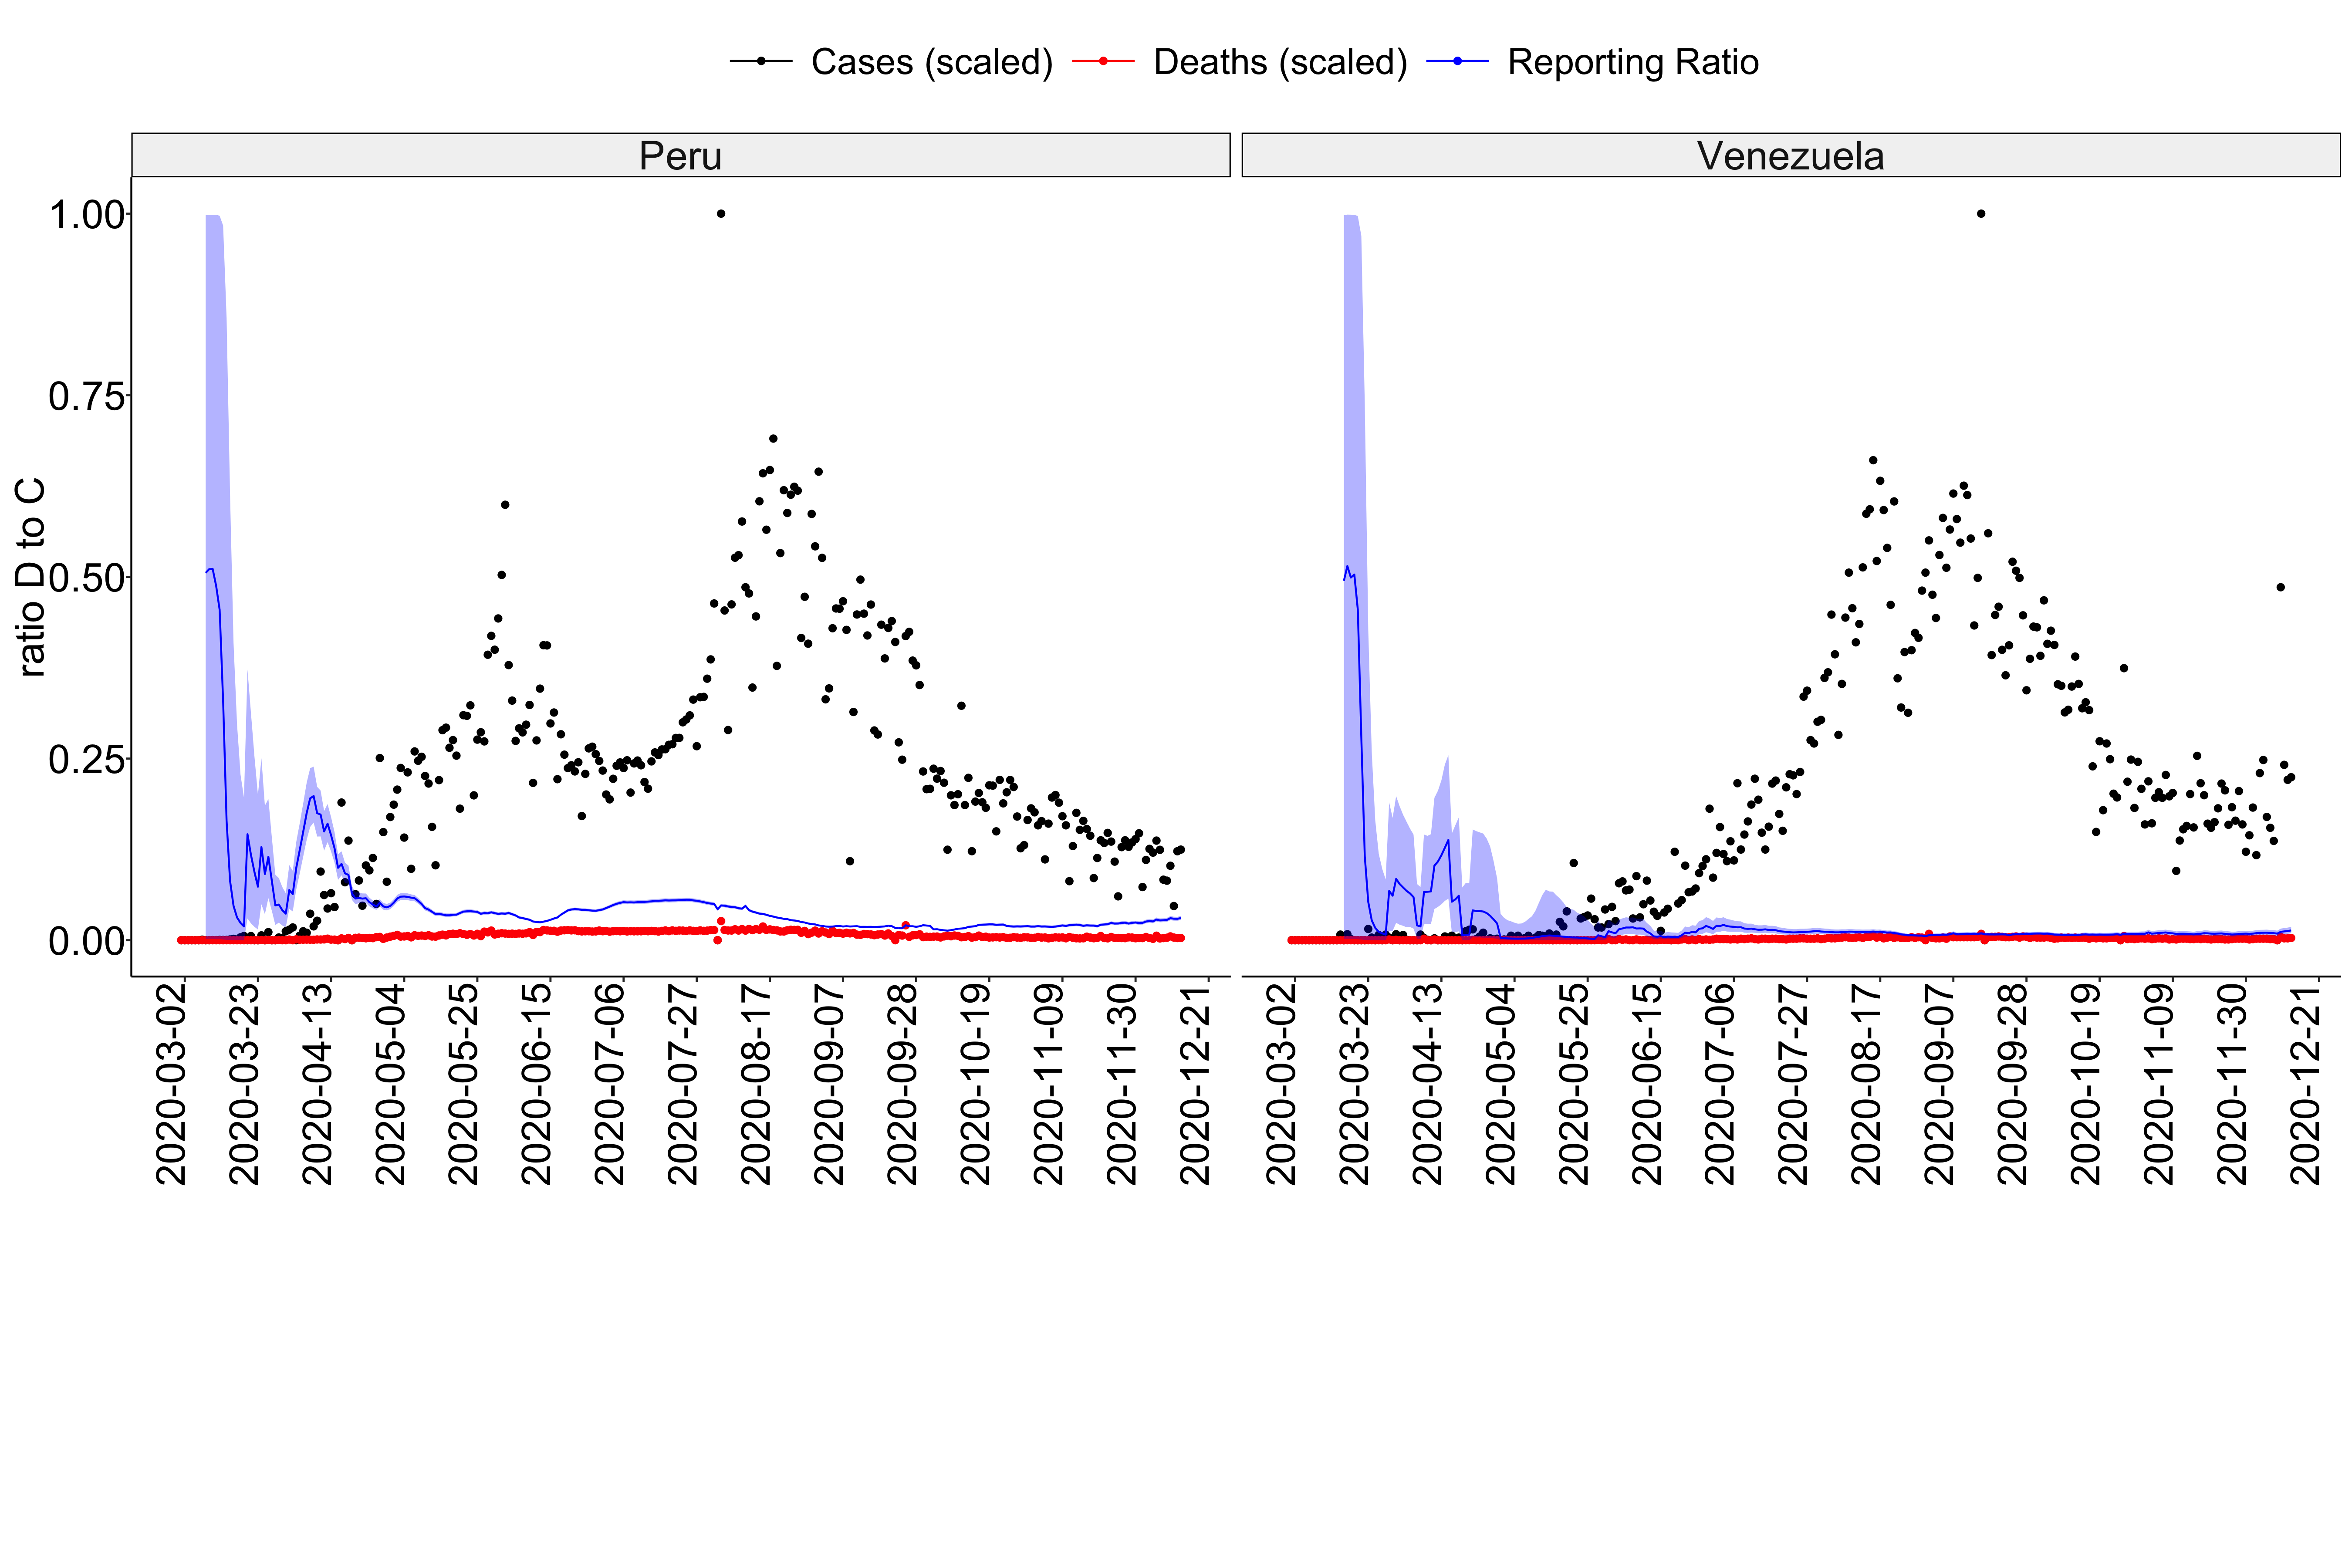 Cases (scaled) Deaths (scaled) Reporting Ratio
Peru Venezuela
ratio D to C
1.00
0.75
0.50
0.25
0.00
2020-03-02 2020-03-23 2020-04-13 2020-05-04 2020-05-25 2020-06-15 2020-07-06 2020-07-27 2020-08-17 2020-09-07 2020-09-28 2020-10-19 2020-11-09 2020-11-30 2020-12-21
2020-03-02 2020-03-23 2020-04-13 2020-05-04 2020-05-25 2020-06-15 2020-07-06 2020-07-27 2020-08-17 2020-09-07 2020-09-28 2020-10-19 2020-11-09 2020-11-30 2020-12-21